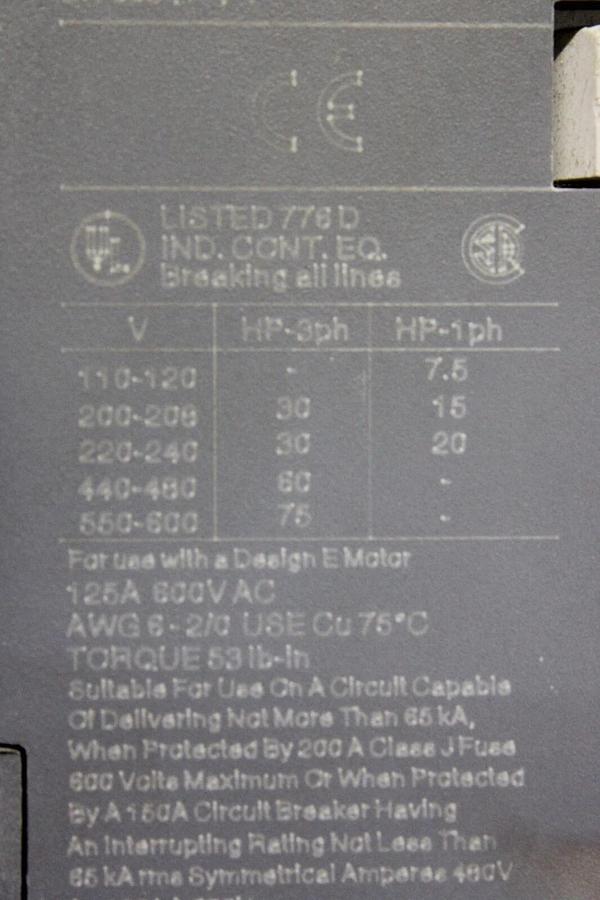 CE
UL
LISTED 776 D
IND. CONT. EQ.
Breaking all lines
V HP-3ph HP-1ph
110-120 - 7.5
200-208 30 15
220-240 30 20
440-480 60 -
550-600 75 -
For use with a Design E Motor
125A 600V AC
AWG 6 - 2/0 USE Cu 75°C
TORQUE 53 lb-in
Suitable For Use On A Circuit Capable
Of Delivering Not More Than 65 kA,
When Protected By 200 A Class J Fuse
600 Volts Maximum Or When Protected
By A 150A Circuit Breaker Having
An Interrupting Rating Not Less Than
65 kA rms Symmetrical Amperes 480V